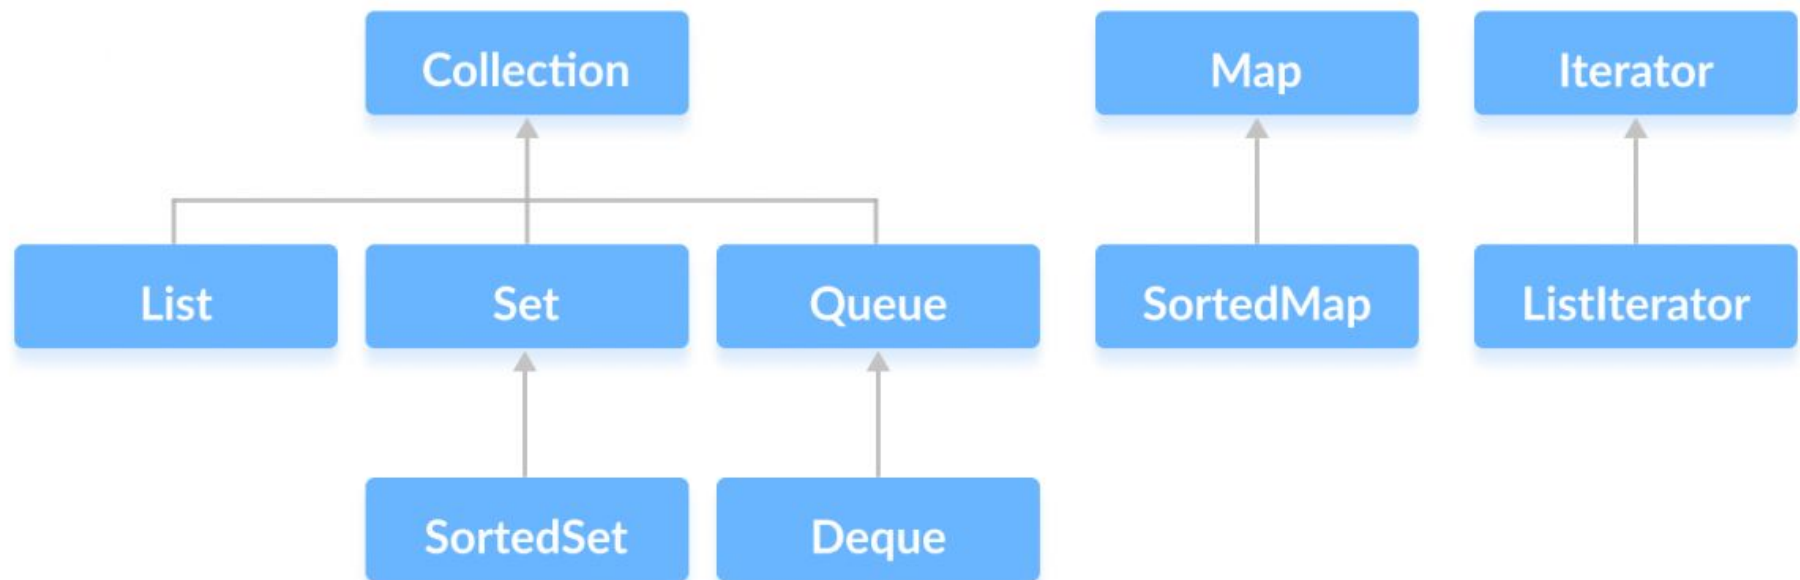 Collection
Map
Iterator
List
Set
Queue
SortedMap
ListIterator
SortedSet
Deque